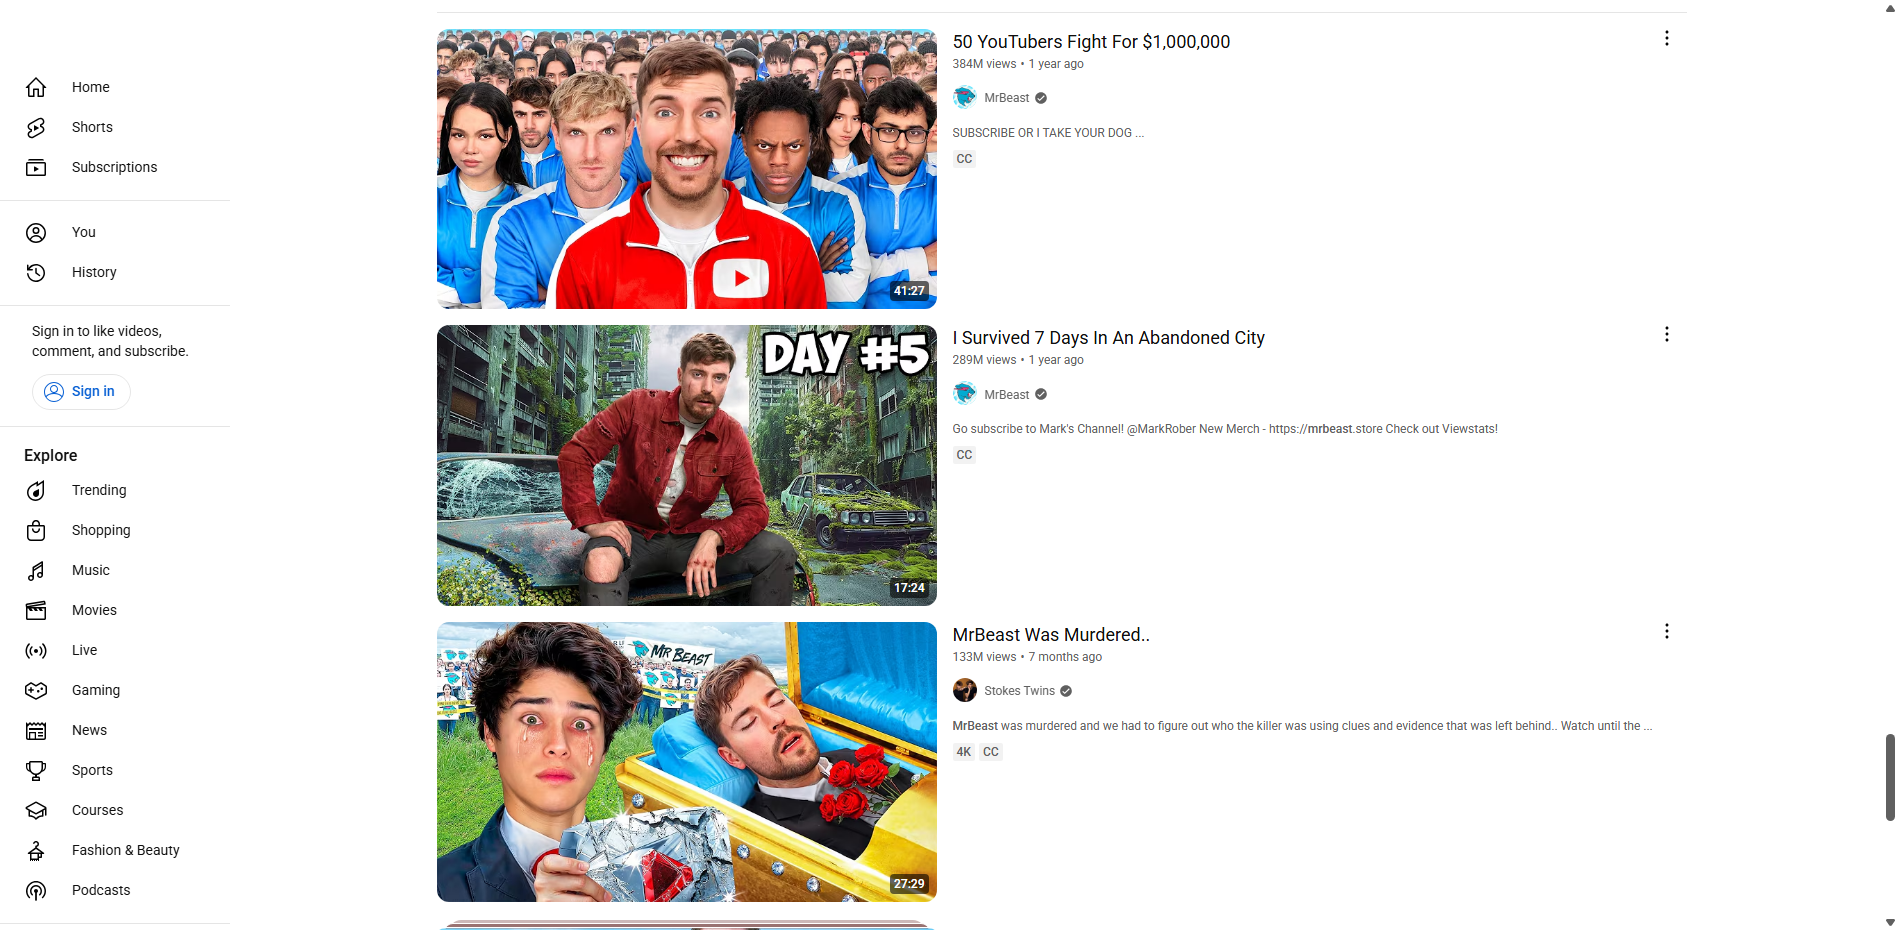 Home
Shorts
Subscriptions
You
History
Sign in to like videos,
comment, and subscribe.
Sign in
Explore
Trending
Shopping
Music
Movies
Live
Gaming
News
Sports
Courses
Fashion & Beauty
Podcasts
41:27
50 YouTubers Fight For $1,000,000
384M views • 1 year ago
MrBeast
SUBSCRIBE OR I TAKE YOUR DOG ...
CC
DAY #5
17:24
I Survived 7 Days In An Abandoned City
289M views • 1 year ago
MrBeast
Go subscribe to Mark's Channel! @MarkRober New Merch - https://mrbeast.store Check out Viewstats!
CC
MR BEAST
27:29
MrBeast Was Murdered..
133M views • 7 months ago
Stokes Twins
MrBeast was murdered and we had to figure out who the killer was using clues and evidence that was left behind.. Watch until the ...
4K CC